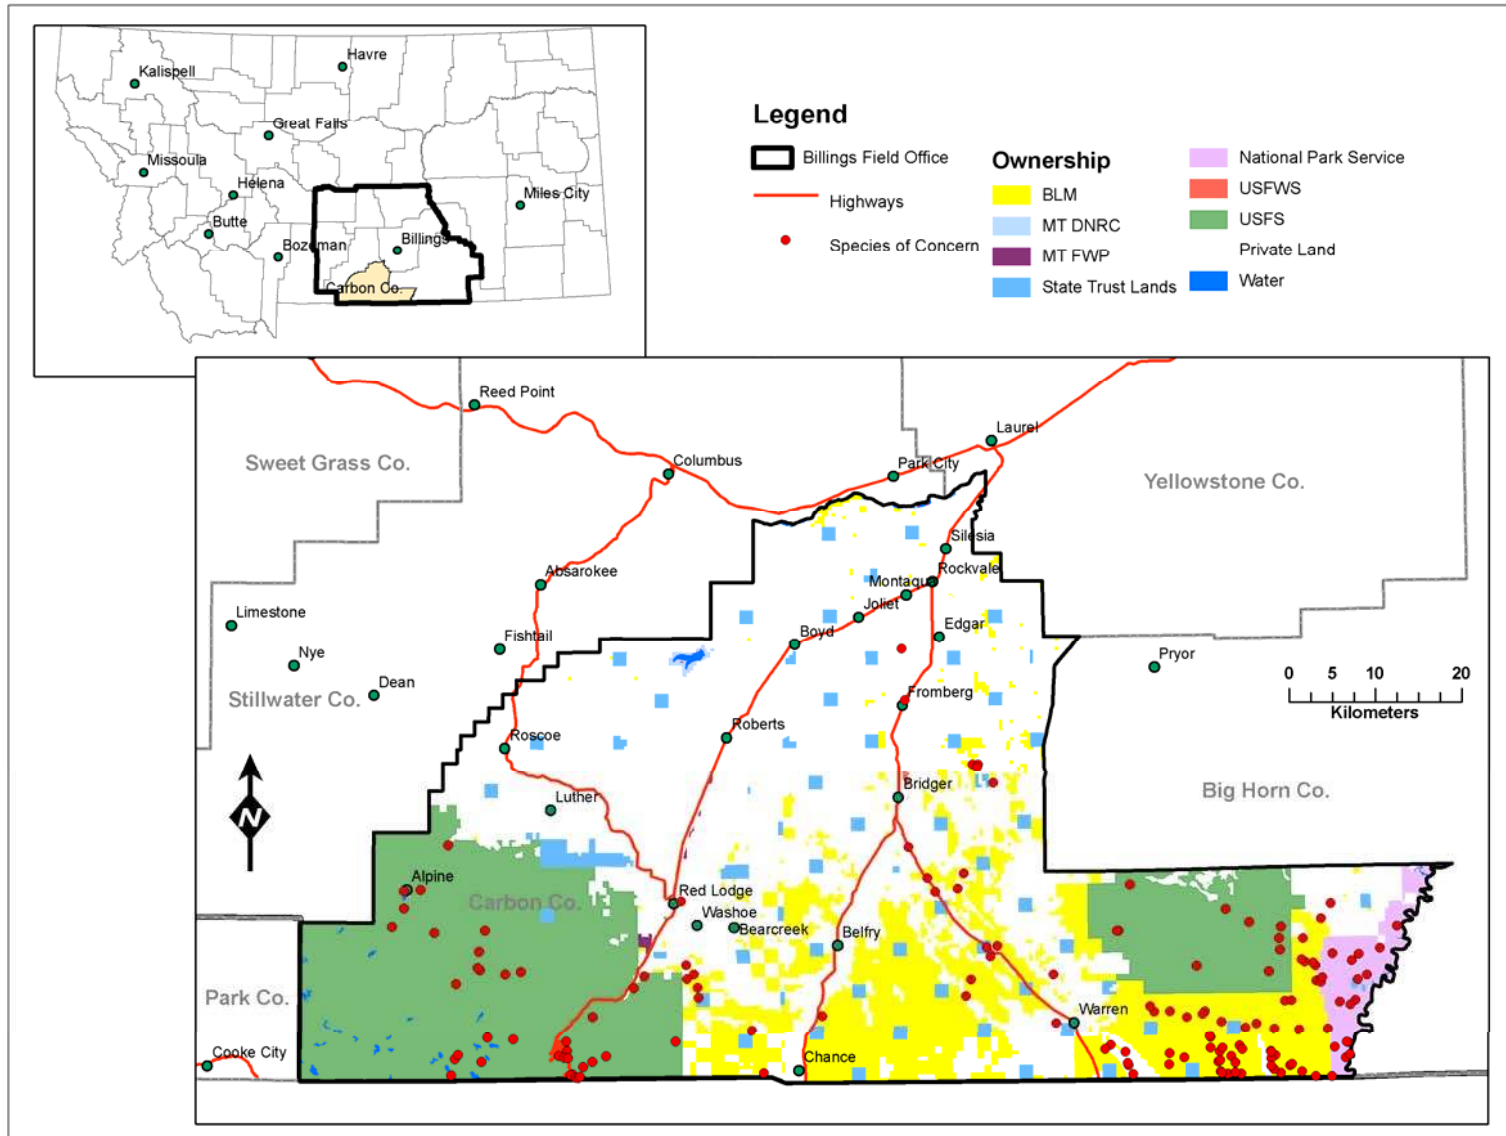 Havre
Kalispell
Great Falls
Missoula
Helena
Miles City
Butte
Billings
Bozeman
Carbon Co.
Legend
Billings Field Office
Highways
Species of Concern
Ownership
BLM
MT DNRC
MT FWP
State Trust Lands
National Park Service
USFWS
USFS
Private Land
Water
Reed Point
Laurel
Sweet Grass Co.
Columbus
Park City
Yellowstone Co.
Silesia
Absarokee
Rockvale
Montaqua
Limestone
Joliet
Fishtail
Boyd
Edgar
Nye
Pryor
0 5 10 20
Kilometers
Dean
Stillwater Co.
Fromberg
Roscoe
Roberts
Bridger
Big Horn Co.
Luther
N
Alpine
Carbon Co.
Red Lodge
Washoe
Bearcreek
Belfry
Park Co.
Warren
Cooke City
Chance